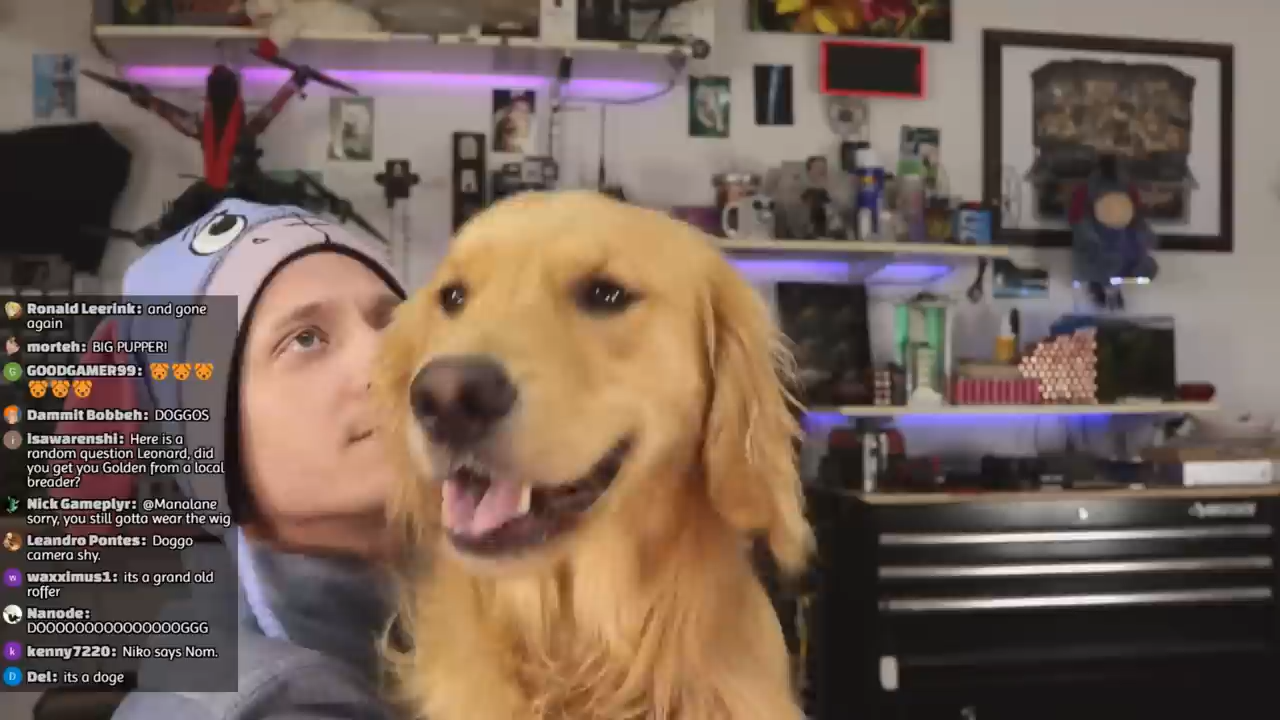 Ronald Leerink: and gone
again
morteh: BIG PUPPER!
GOODGAMER99:
Dammit Bobbeh: DOGGOS
isawarenshi: Here is a
random question Leonard, did
you get you Golden from a local
breader?
Nick Gameplyr: @Manalane
sorry, you still gotta wear the wig
Leandro Pontes: Doggo
camera shy.
waxximus1: its a grand old
roffer
Nanode:
DOOOOOOOOOOOOOOOGGG
kenny7220: Niko says Nom.
Del: its a doge